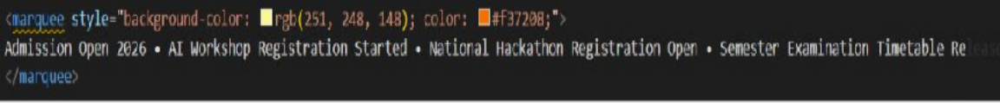 <marquee style="background-color: rgb(251, 248, 148); color: #f37208;">
Admission Open 2026 • AI Workshop Registration Started • National Hackathon Registration Open • Semester Examination Timetable Re
</marquee>